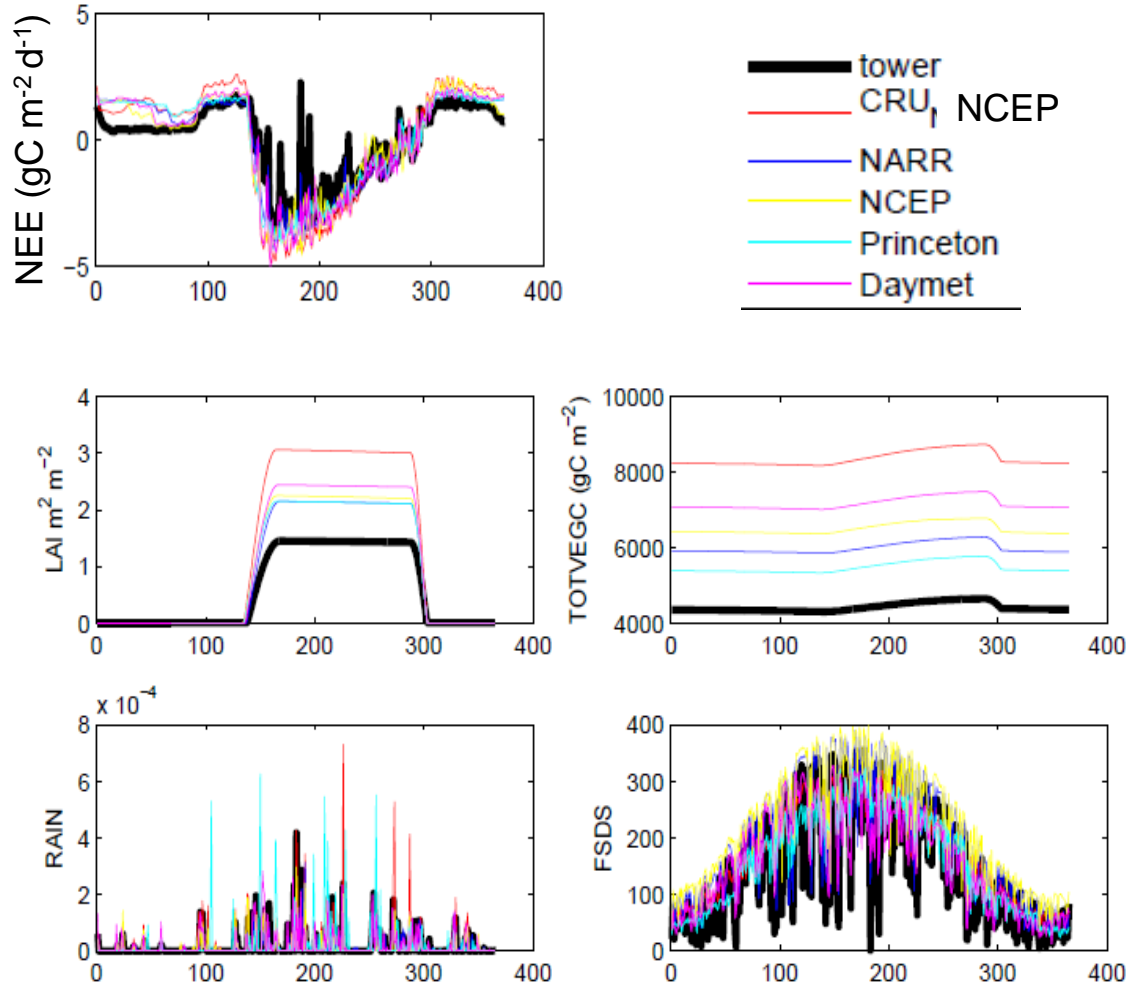 NEE (gC m-2 d-1)
5
0
−5
0 100 200 300 400
tower
CRU NCEP
NARR
NCEP
Princeton
Daymet
LAI m2 m−2
4
3
2
1
0
0 100 200 300 400
TOTVEGC (gC m−2)
10000
8000
6000
4000
0 100 200 300 400
x 10−4
RAIN
8
6
4
2
0
0 100 200 300 400
FSDS
400
300
200
100
0
0 100 200 300 400